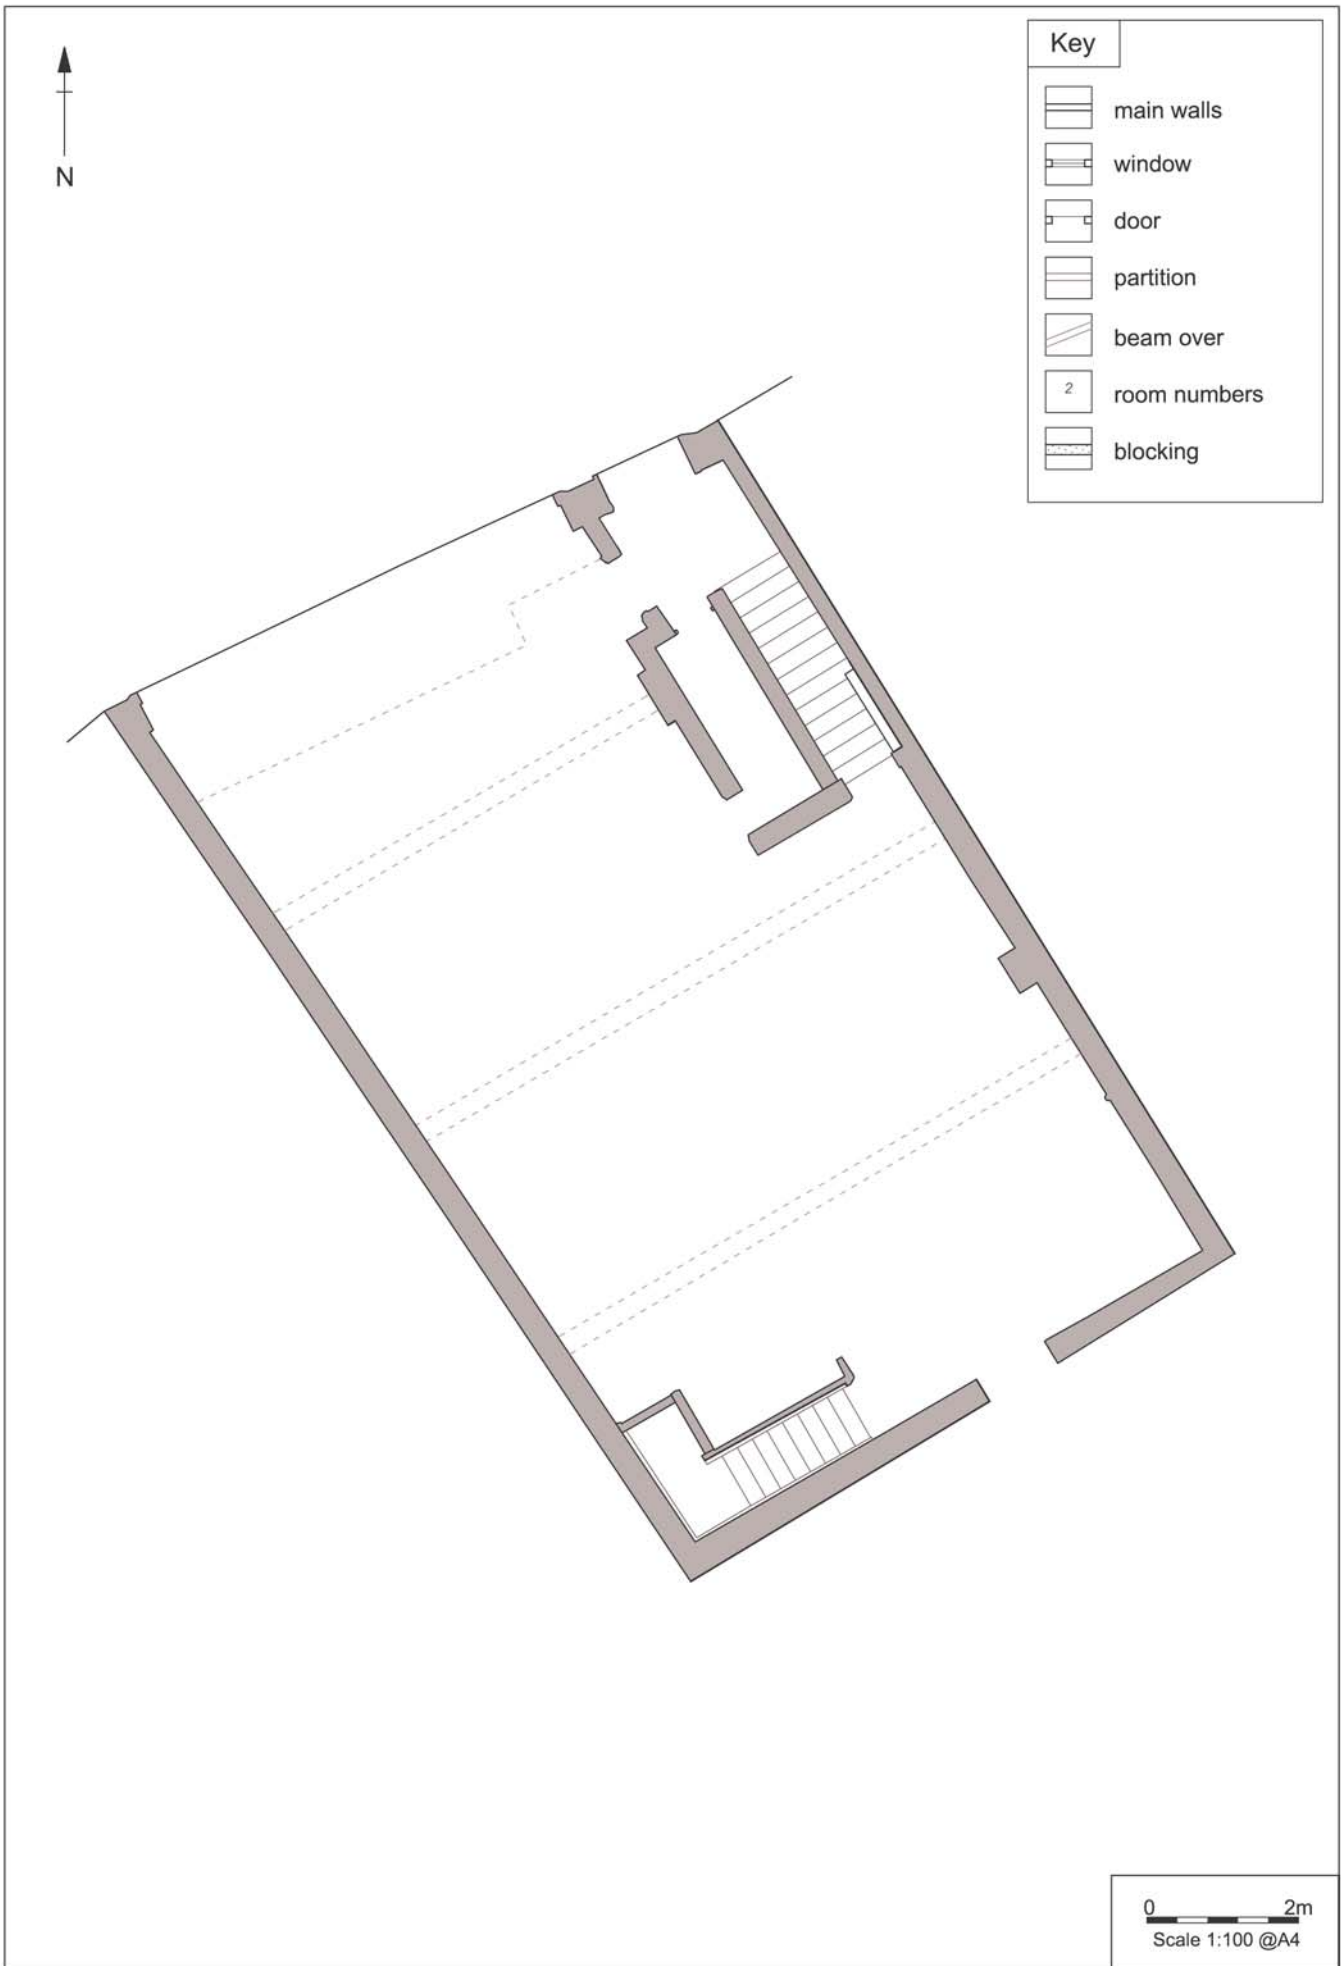 N
Key
main walls
window
door
partition
beam over
2
room numbers
blocking
0 2m
Scale 1:100 @A4